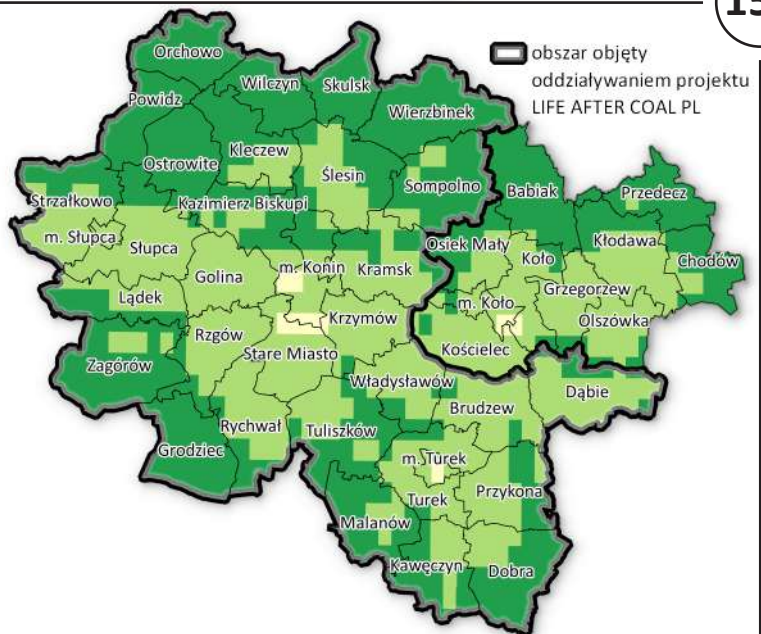 15
obszar objęty
oddziaływaniem projektu
LIFE AFTER COAL PL
Orchowo
Wilczyn
Skulsk
Powidz
Wierzbinek
Kleczew
Ostrowite
Ślesin
Sompolno
Babiak
Przedecz
Strzałkowo
Kazimierz Biskupi
m. Słupca
Słupca
Osiek Mały
Koło
Kłodawa
Chodów
Golina
m. Konin
Kramsk
Lądek
Grzegorzew
m. Koło
Olszówka
Rzgów
Krzymów
Kościelec
Zagórów
Stare Miasto
Władysławów
Dąbie
Brudzew
Rychwał
Tuliszków
Grodziec
m. Turek
Przykona
Turek
Malanów
Kawęczyn
Dobra